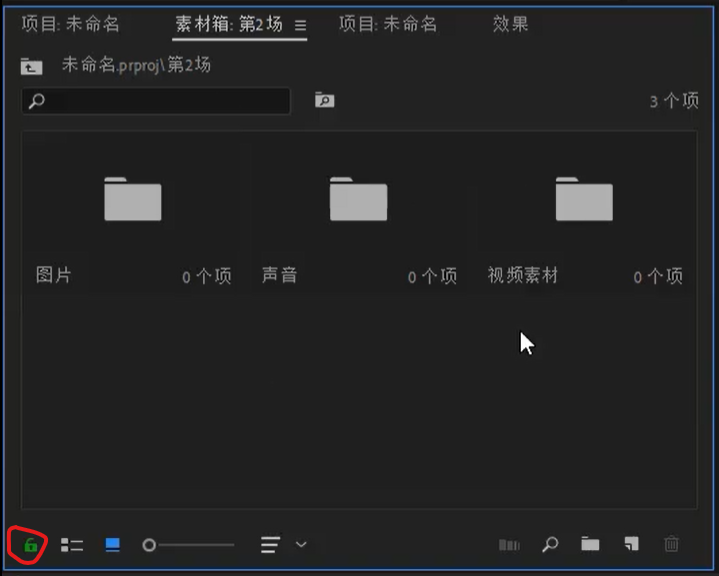 项目: 未命名 素材箱: 第2场 项目: 未命名 效果
未命名.prproj\第2场
3 个项
图片 0 个项 声音 0 个项 视频素材 0 个项